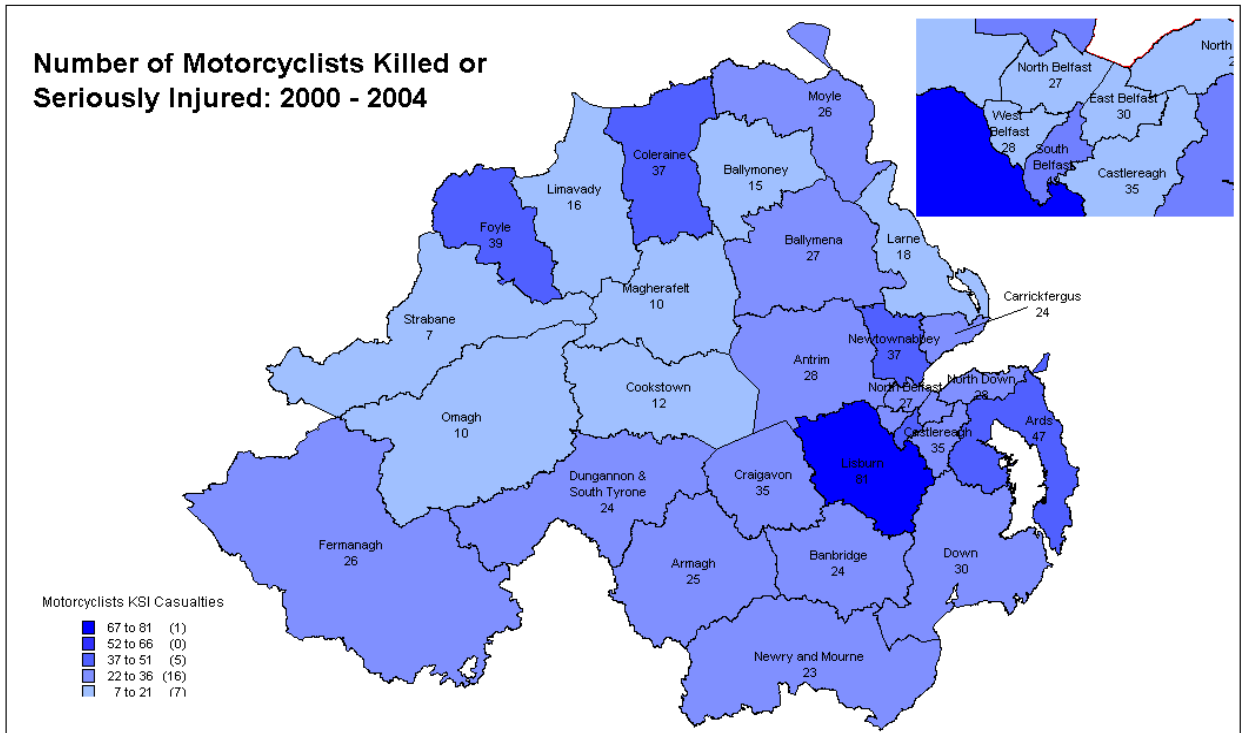 Number of Motorcyclists Killed or
Seriously Injured: 2000 - 2004
North Belfast
27
North
East Belfast
30
West
Belfast
28
South
Belfast
49
Castlereagh
35
Moyle
26
Coleraine
37
Ballymoney
15
Limavady
16
Foyle
39
Ballymena
27
Larne
18
Carrickfergus
24
Magherafelt
10
Strabane
7
Newtownabbey
37
Antrim
28
North Down
28
North Belfast
27
Cookstown
12
Omagh
10
Ards
47
Castlereagh
35
Lisburn
81
Dungannon &
South Tyrone
24
Craigavon
35
Fermanagh
26
Armagh
25
Banbridge
24
Down
30
Newry and Mourne
23
Motorcyclists KSI Casualties
67 to 81 (1)
52 to 66 (0)
37 to 51 (5)
22 to 36 (16)
7 to 21 (7)